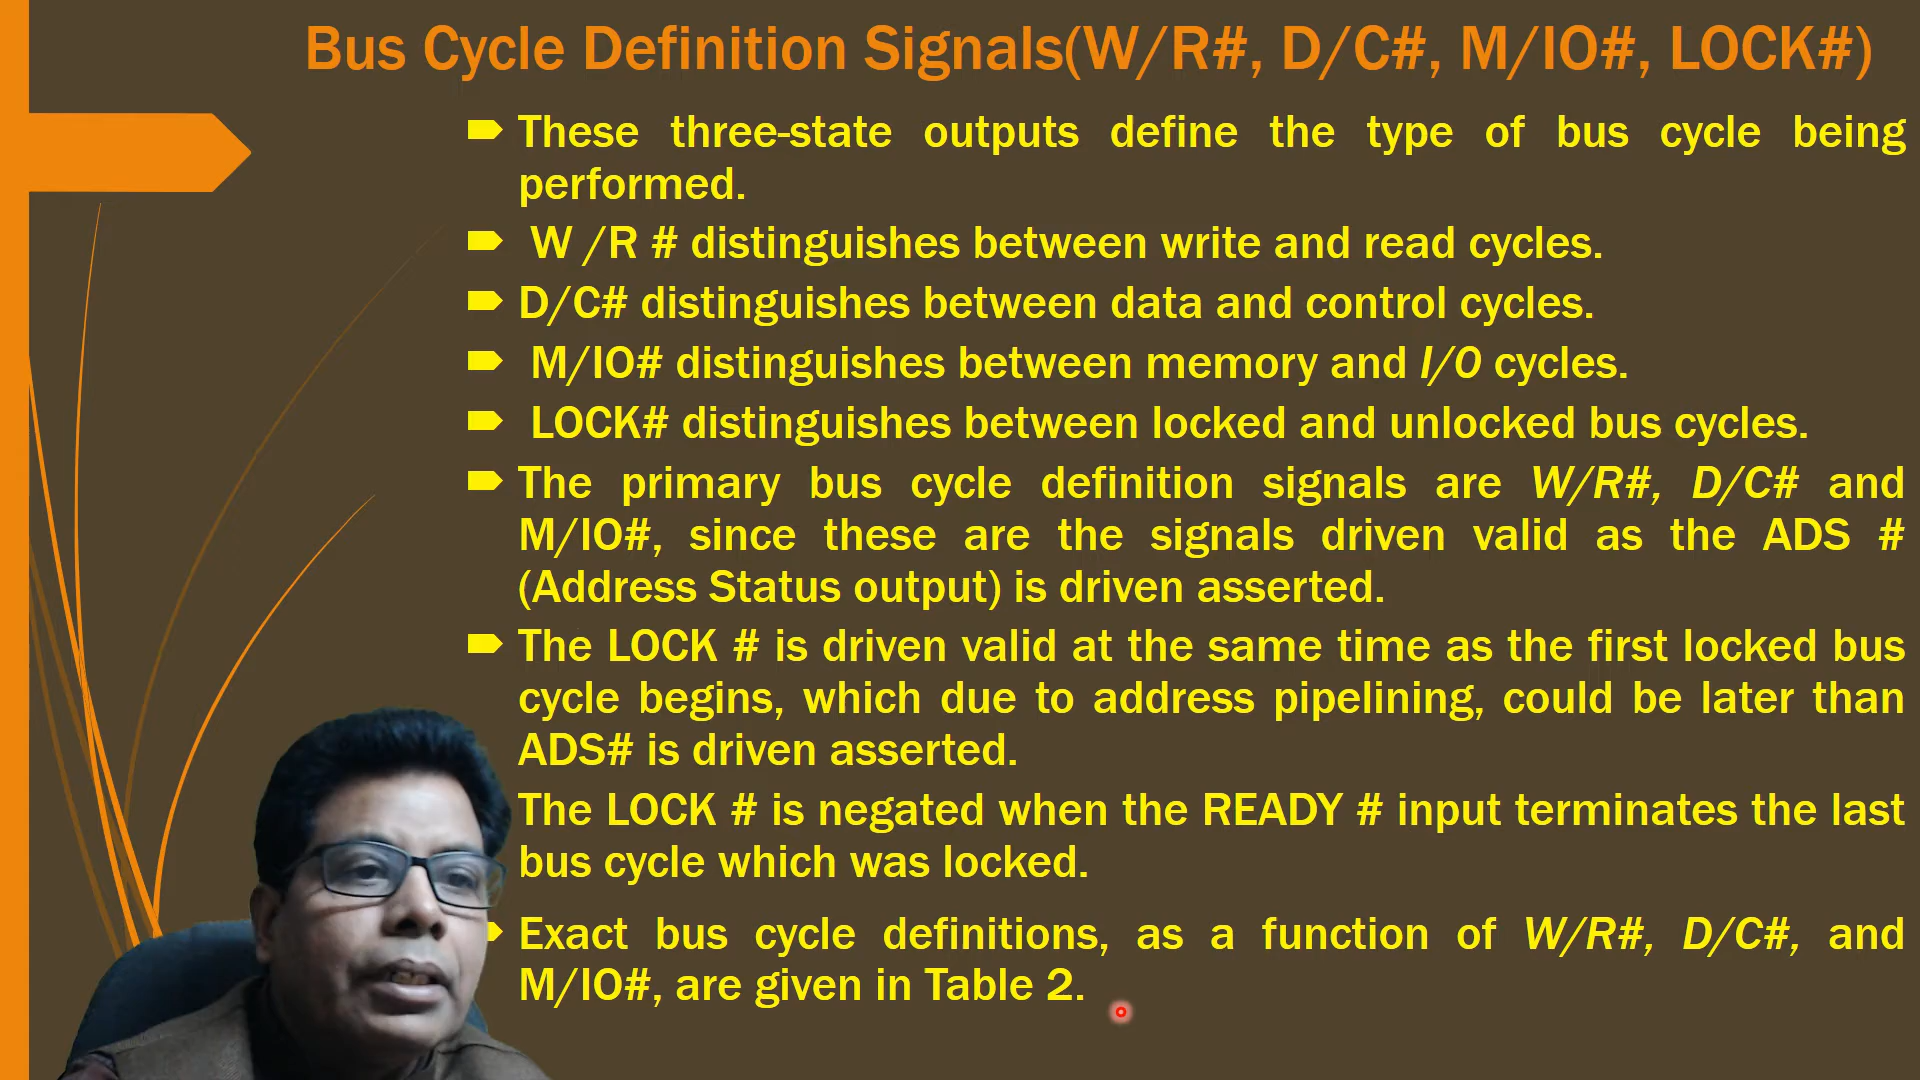 Bus Cycle Definition Signals(W/R#, D/C#, M/IO#, LOCK#)
These three-state outputs define the type of bus cycle being
performed.
W /R # distinguishes between write and read cycles.
D/C# distinguishes between data and control cycles.
M/IO# distinguishes between memory and I/O cycles.
LOCK# distinguishes between locked and unlocked bus cycles.
The primary bus cycle definition signals are W/R#, D/C# and
M/IO#, since these are the signals driven valid as the ADS #
(Address Status output) is driven asserted.
The LOCK # is driven valid at the same time as the first locked bus
cycle begins, which due to address pipelining, could be later than
ADS# is driven asserted.
The LOCK # is negated when the READY # input terminates the last
bus cycle which was locked.
Exact bus cycle definitions, as a function of W/R#, D/C#, and
M/IO#, are given in Table 2.